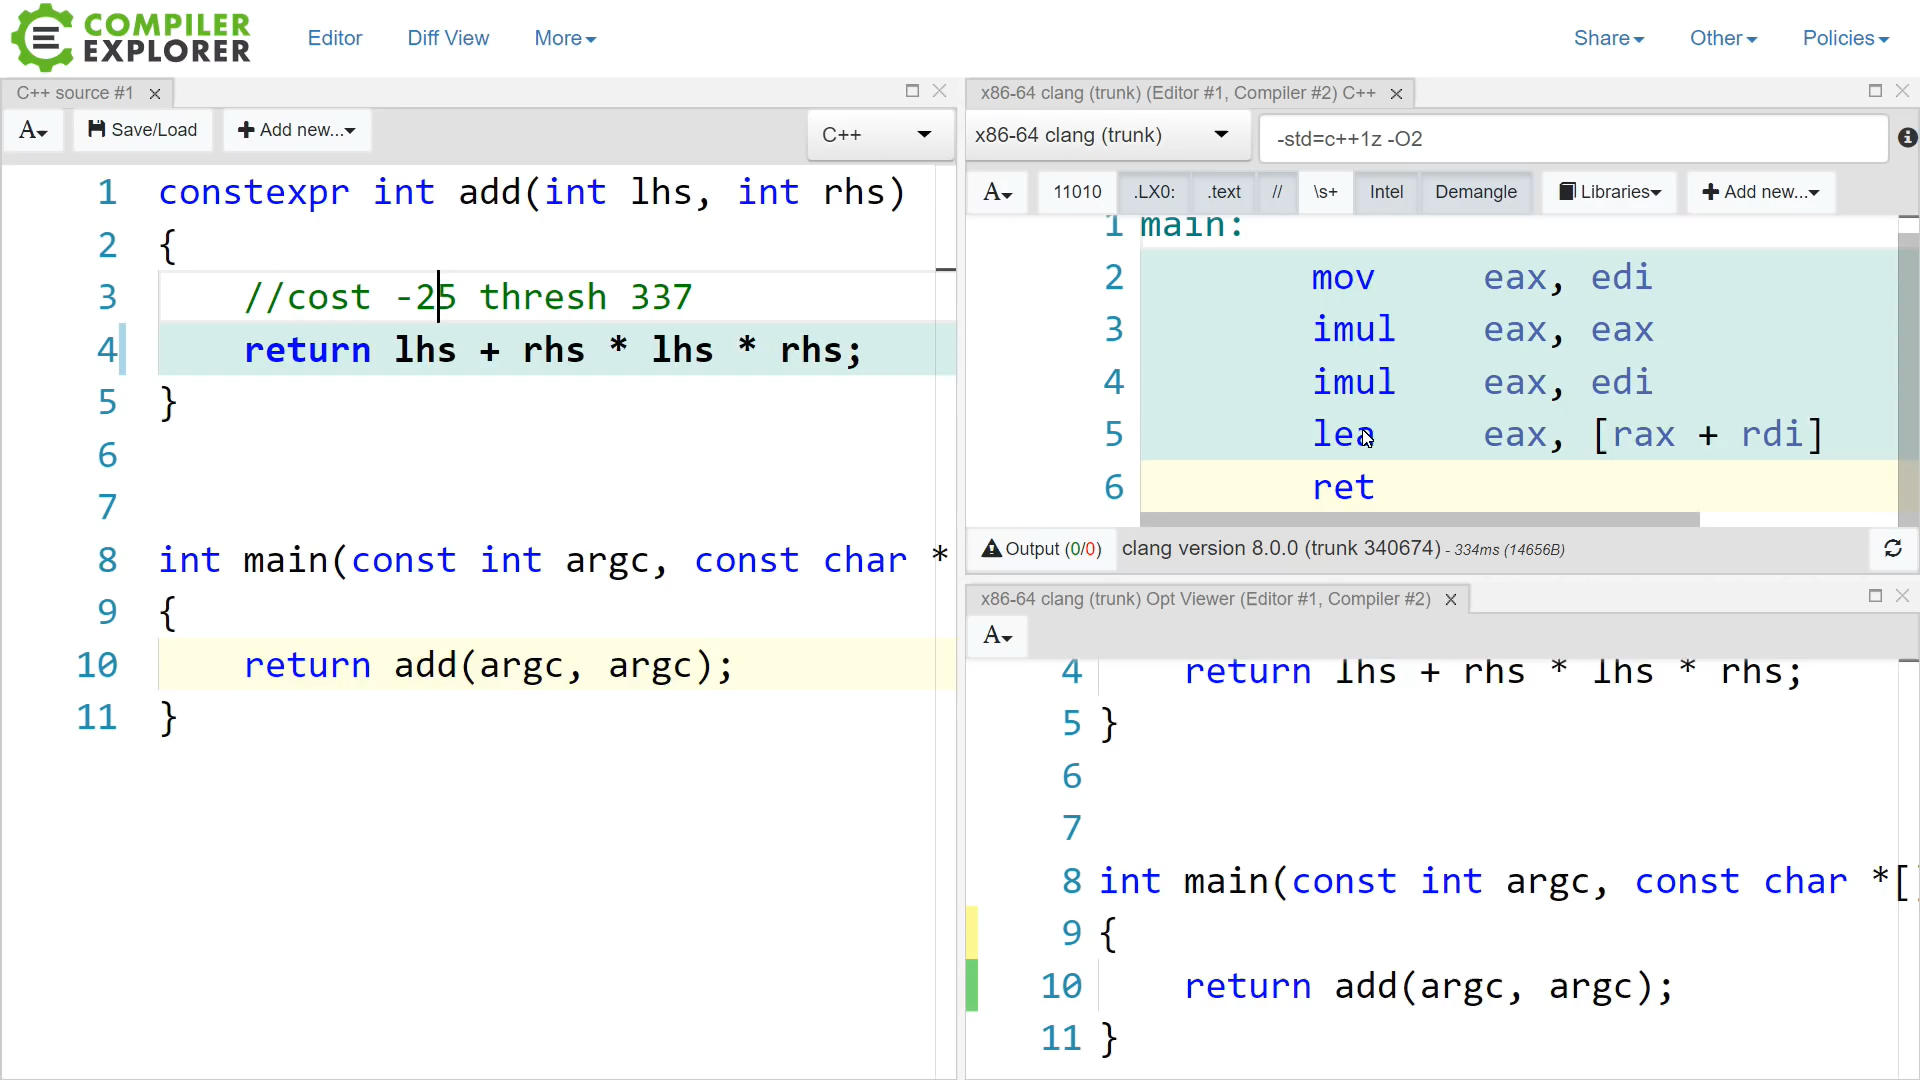 COMPILER
EXPLORER
Editor
Diff View
More
Share
Other
Policies
C++ source #1
A
Save/Load
Add new...
C++
1 constexpr int add(int lhs, int rhs)
2 {
3 //cost -25 thresh 337
4 return lhs + rhs * lhs * rhs;
5 }
6
7
8 int main(const int argc, const char *
9 {
10 return add(argc, argc);
11 }
x86-64 clang (trunk) (Editor #1, Compiler #2) C++
x86-64 clang (trunk)
-std=c++1z -O2
A
11010
.LX0:
.text
//
\s+
Intel
Demangle
Libraries
Add new...
1 main:
2 mov eax, edi
3 imul eax, eax
4 imul eax, edi
5 lea eax, [rax + rdi]
6 ret
Output (0/0) clang version 8.0.0 (trunk 340674) - 334ms (14656B)
x86-64 clang (trunk) Opt Viewer (Editor #1, Compiler #2)
A
4 return lhs + rhs * lhs * rhs;
5 }
6
7
8 int main(const int argc, const char *[]
9 {
10 return add(argc, argc);
11 }